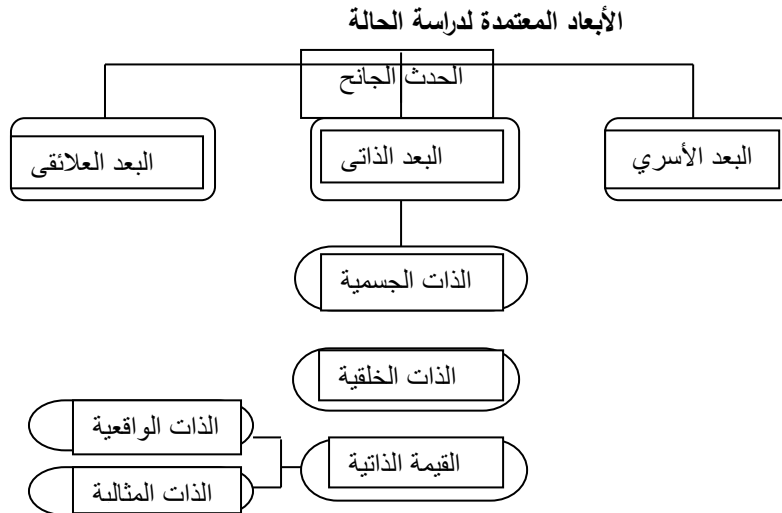 الأبعاد المعتمدة لدراسة الحالة
الحدث الجانح
البعد الأسري
البعد الذاتى
البعد العلائقى
الذات الجسمية
الذات الخلقية
الذات الواقعية
القيمة الذاتية
الذات المثالىة